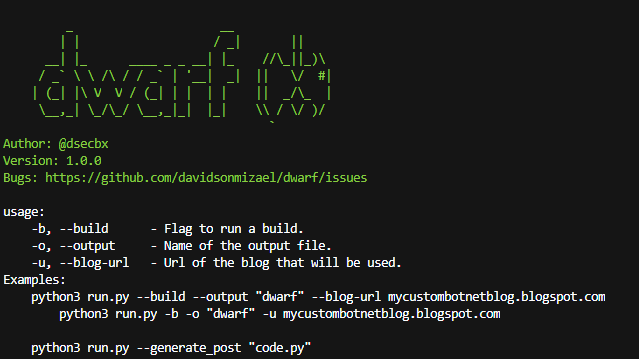 dwarf
Author: @dsecbx
Version: 1.0.0
Bugs: https://github.com/davidsonmizael/dwarf/issues
usage:
-b, --build - Flag to run a build.
-o, --output - Name of the output file.
-u, --blog-url - Url of the blog that will be used.
Examples:
python3 run.py --build --output "dwarf" --blog-url mycustombotnetblog.blogspot.com
python3 run.py -b -o "dwarf" -u mycustombotnetblog.blogspot.com
python3 run.py --generate_post "code.py"